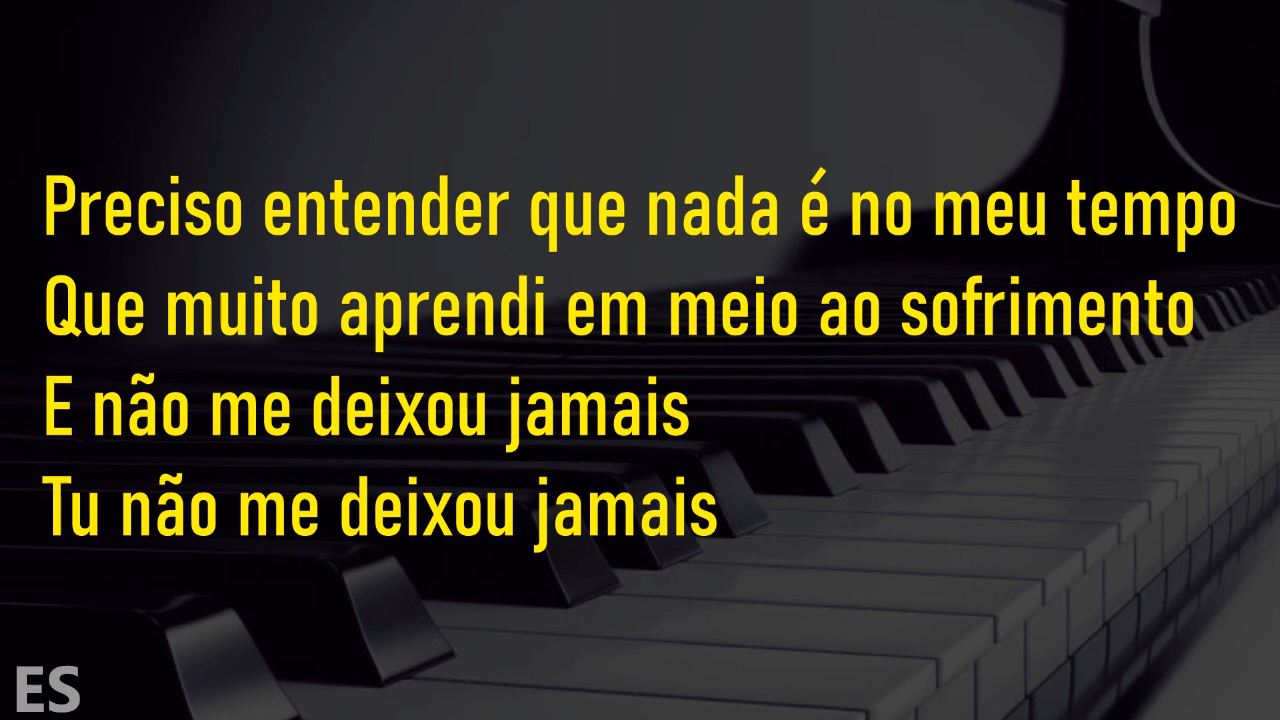 Preciso entender que nada é no meu tempo
Que muito aprendi em meio ao sofrimento
E não me deixou jamais
Tu não me deixou jamais
ES